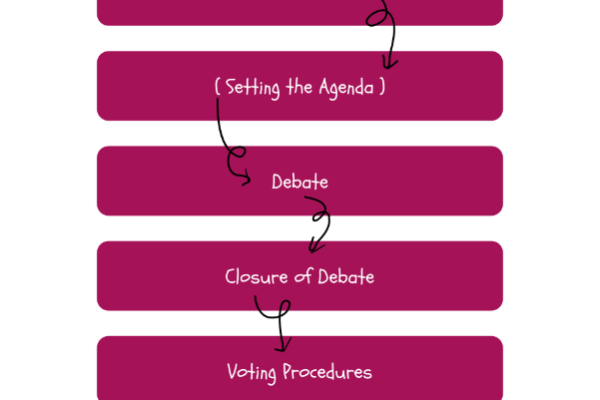 ( Setting the Agenda )
Debate
Closure of Debate
Voting Procedures